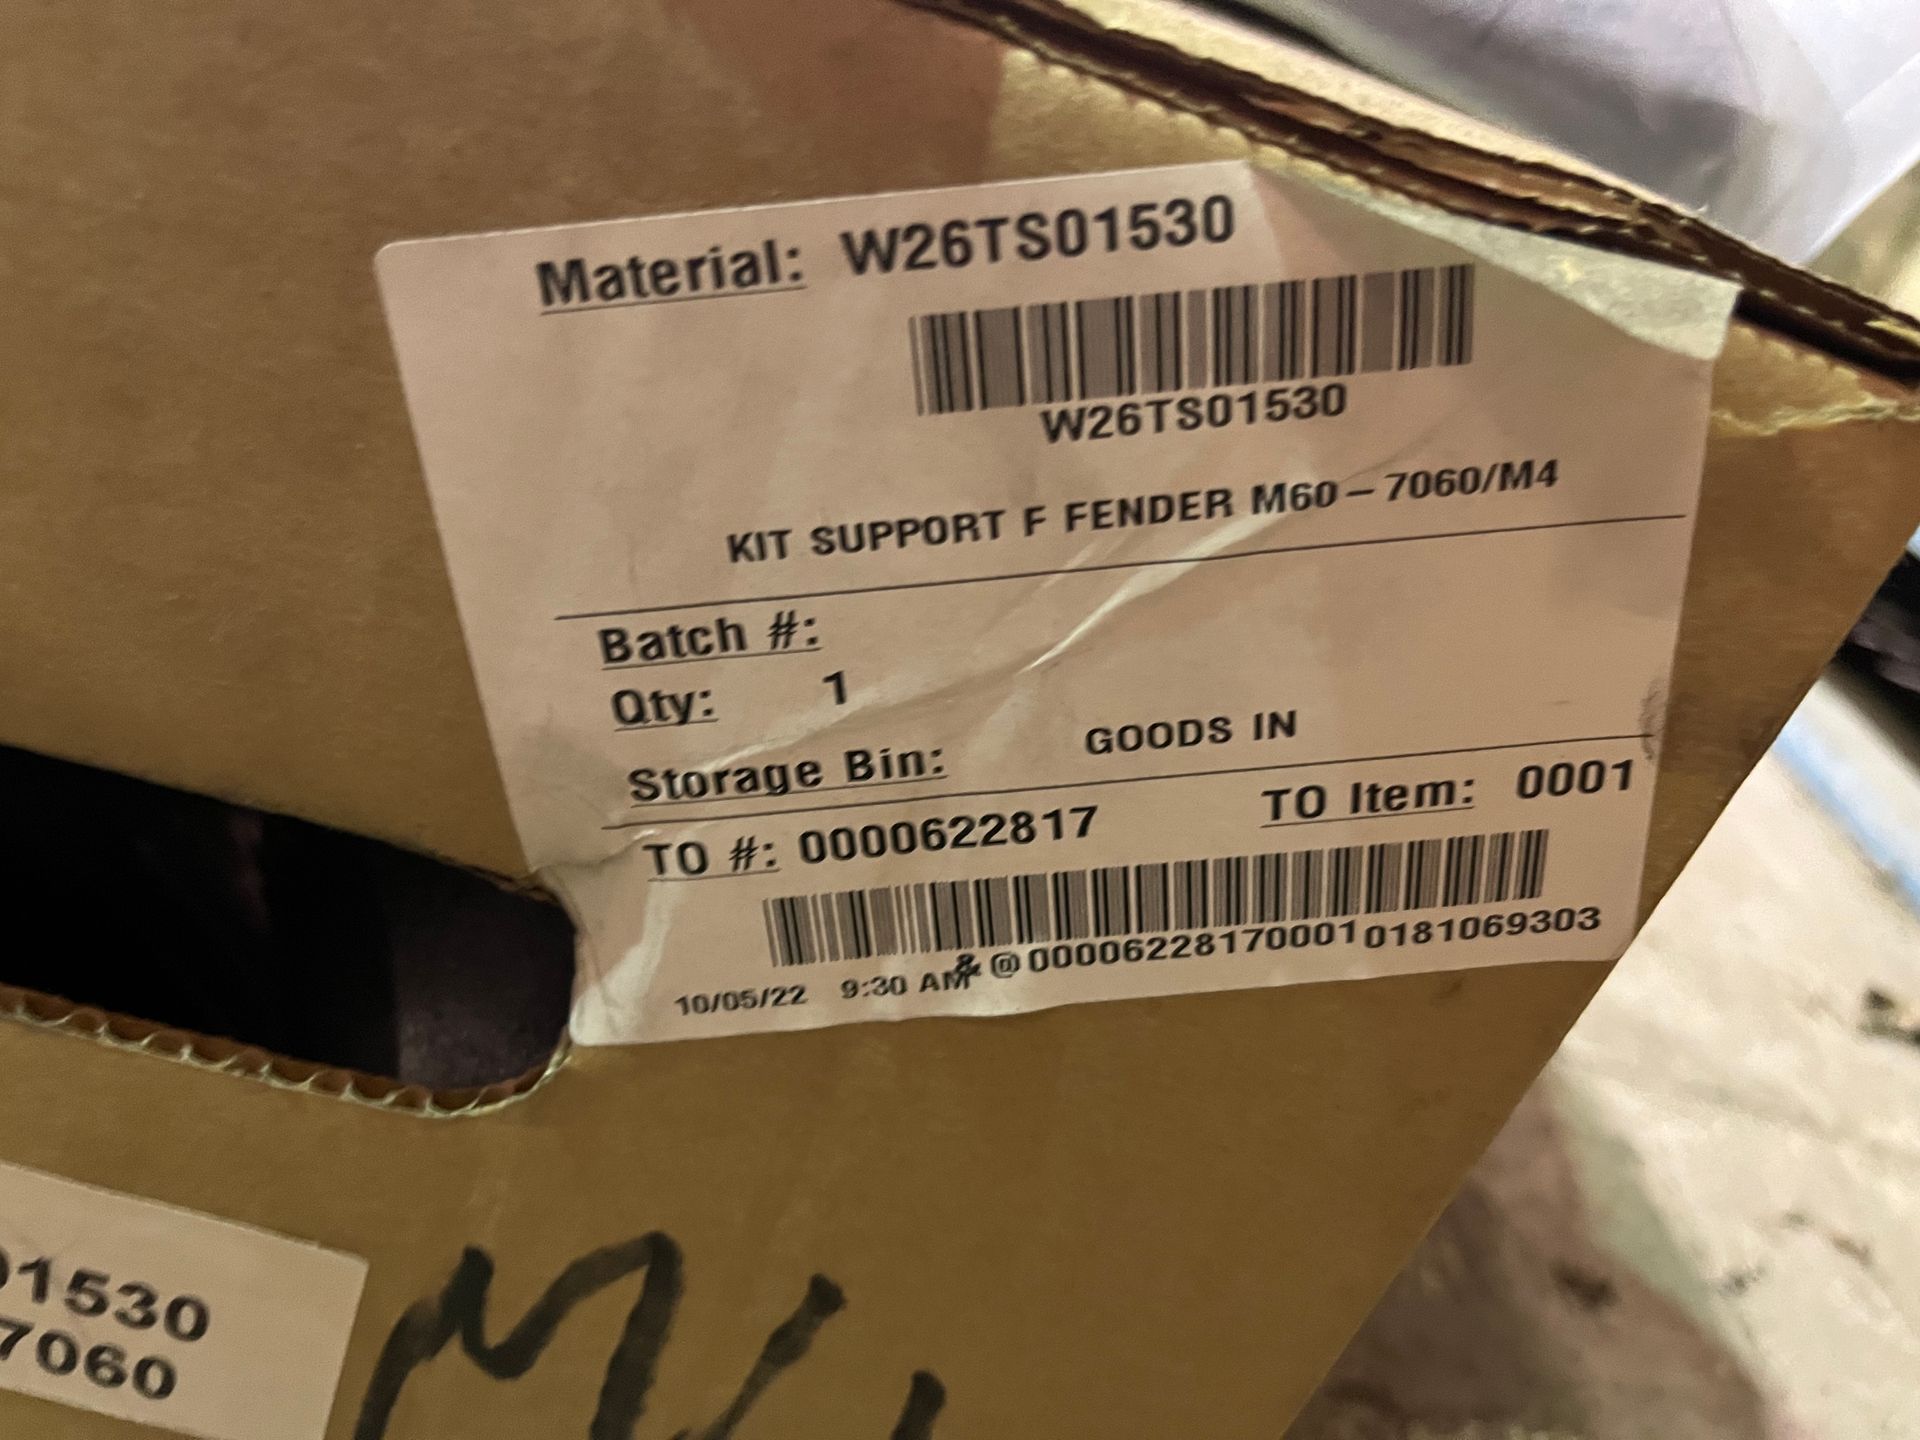 Material: W26TS01530
W26TS01530
KIT SUPPORT F FENDER M60-7060/M4
Batch #:
Qty: 1
Storage Bin: GOODS IN
TO #: 0000622817 TO Item: 0001
&@000062281700010181069303
10/05/22 9:30 AM
01530
7060